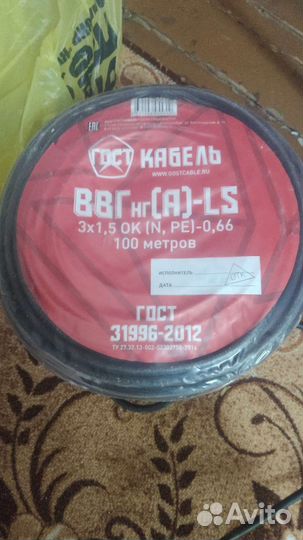 ГОСТ КАБЕЛЬ
WWW.GOSTCABLE.RU
ВВГнг(А)-LS
3х1,5 ОК (N, PE)-0,66
100 метров
ИСПОЛНИТЕЛЬ
ДАТА
ОТК
ГОСТ
31996-2012
Avito